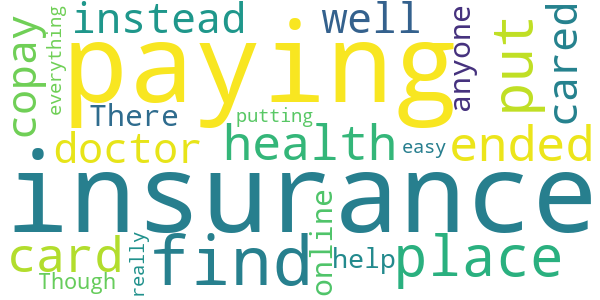 instead
well
everything
copay
paying
anyone
put
cared
There
putting
doctor
health
easy
ended
insurance
card
find
online
help
place
Though
really